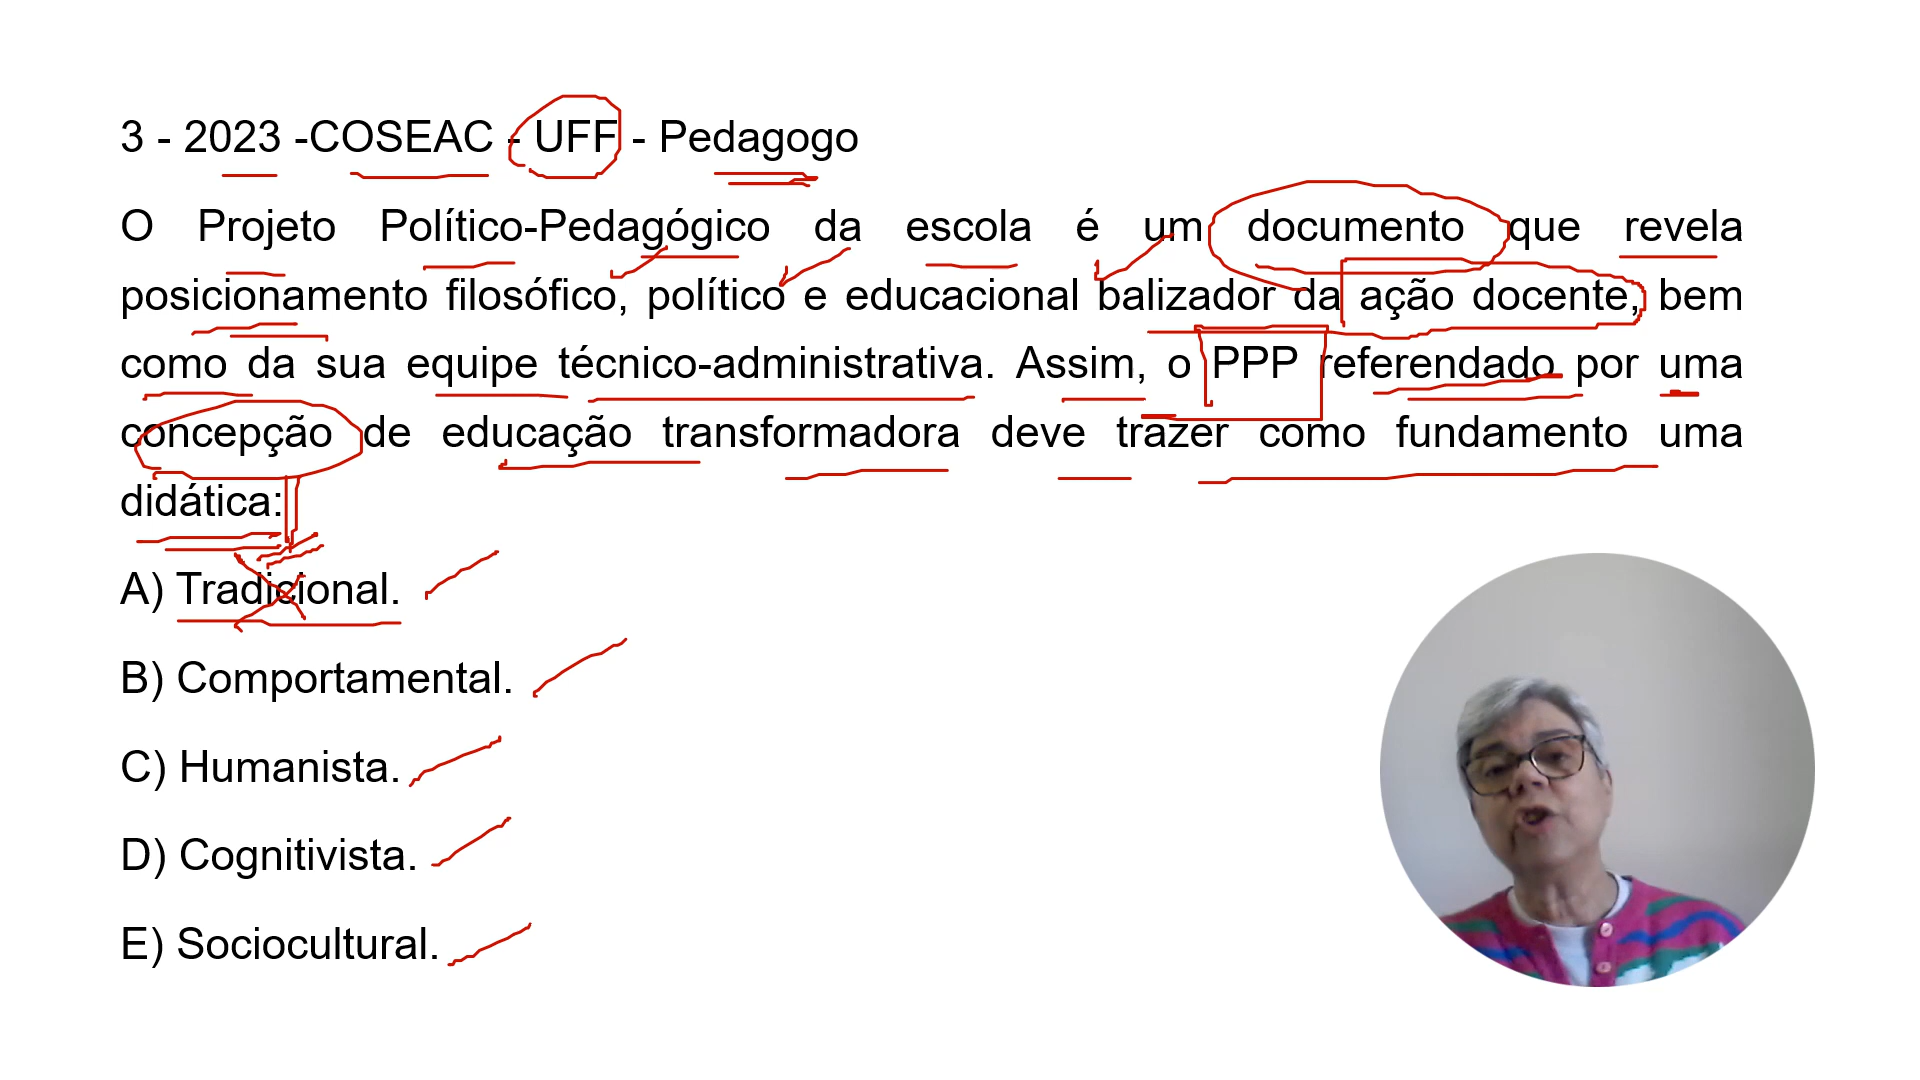 3 - 2023 -COSEAC - UFF - Pedagogo
O Projeto Político-Pedagógico da escola é um documento que revela
posicionamento filosófico, político e educacional balizador da ação docente, bem
como da sua equipe técnico-administrativa. Assim, o PPP referendado por uma
concepção de educação transformadora deve trazer como fundamento uma
didática:
A) Tradicional.
B) Comportamental.
C) Humanista.
D) Cognitivista.
E) Sociocultural.